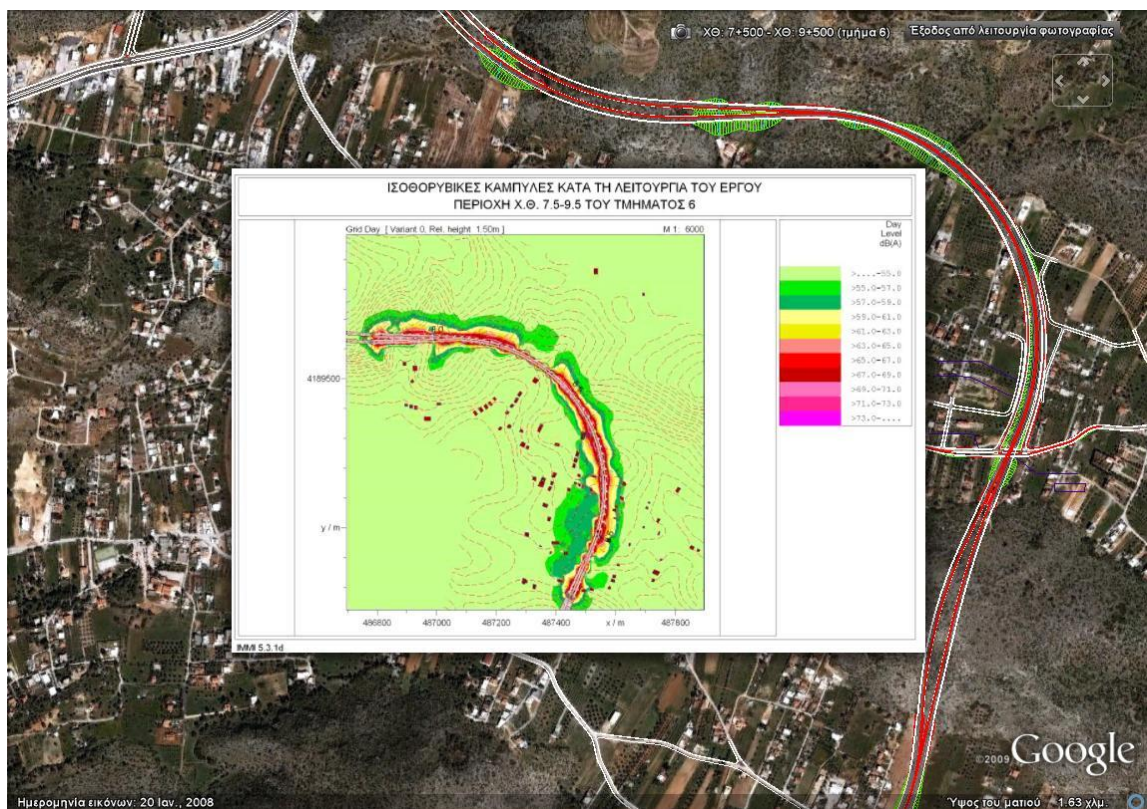 ΧΘ: 7+500 - ΧΘ: 9+500 (τμήμα 6)
Έξοδος από λειτουργία φωτογραφίας
ΙΣΟΘΟΡΥΒΙΚΕΣ ΚΑΜΠΥΛΕΣ ΚΑΤΑ ΤΗ ΛΕΙΤΟΥΡΓΙΑ ΤΟΥ ΕΡΓΟΥ
ΠΕΡΙΟΧΗ Χ.Θ. 7.5-9.5 ΤΟΥ ΤΜΗΜΑΤΟΣ 6
Grid Day [ Variant 0, Rel. height 1.50m ]
M 1: 6000
Day
Level
dB(A)
>....-55.0
>55.0-57.0
>57.0-59.0
>59.0-61.0
>61.0-63.0
>63.0-65.0
>65.0-67.0
>67.0-69.0
>69.0-71.0
>71.0-73.0
>73.0-....
4189500
y / m
486800 487000 487200 487400 x / m 487800
IMMI 5.3.1d
©2009 Google
Ημερομηνία εικόνων: 20 Ιαν., 2008
Ύψος του ματιού 1.63 χλμ.